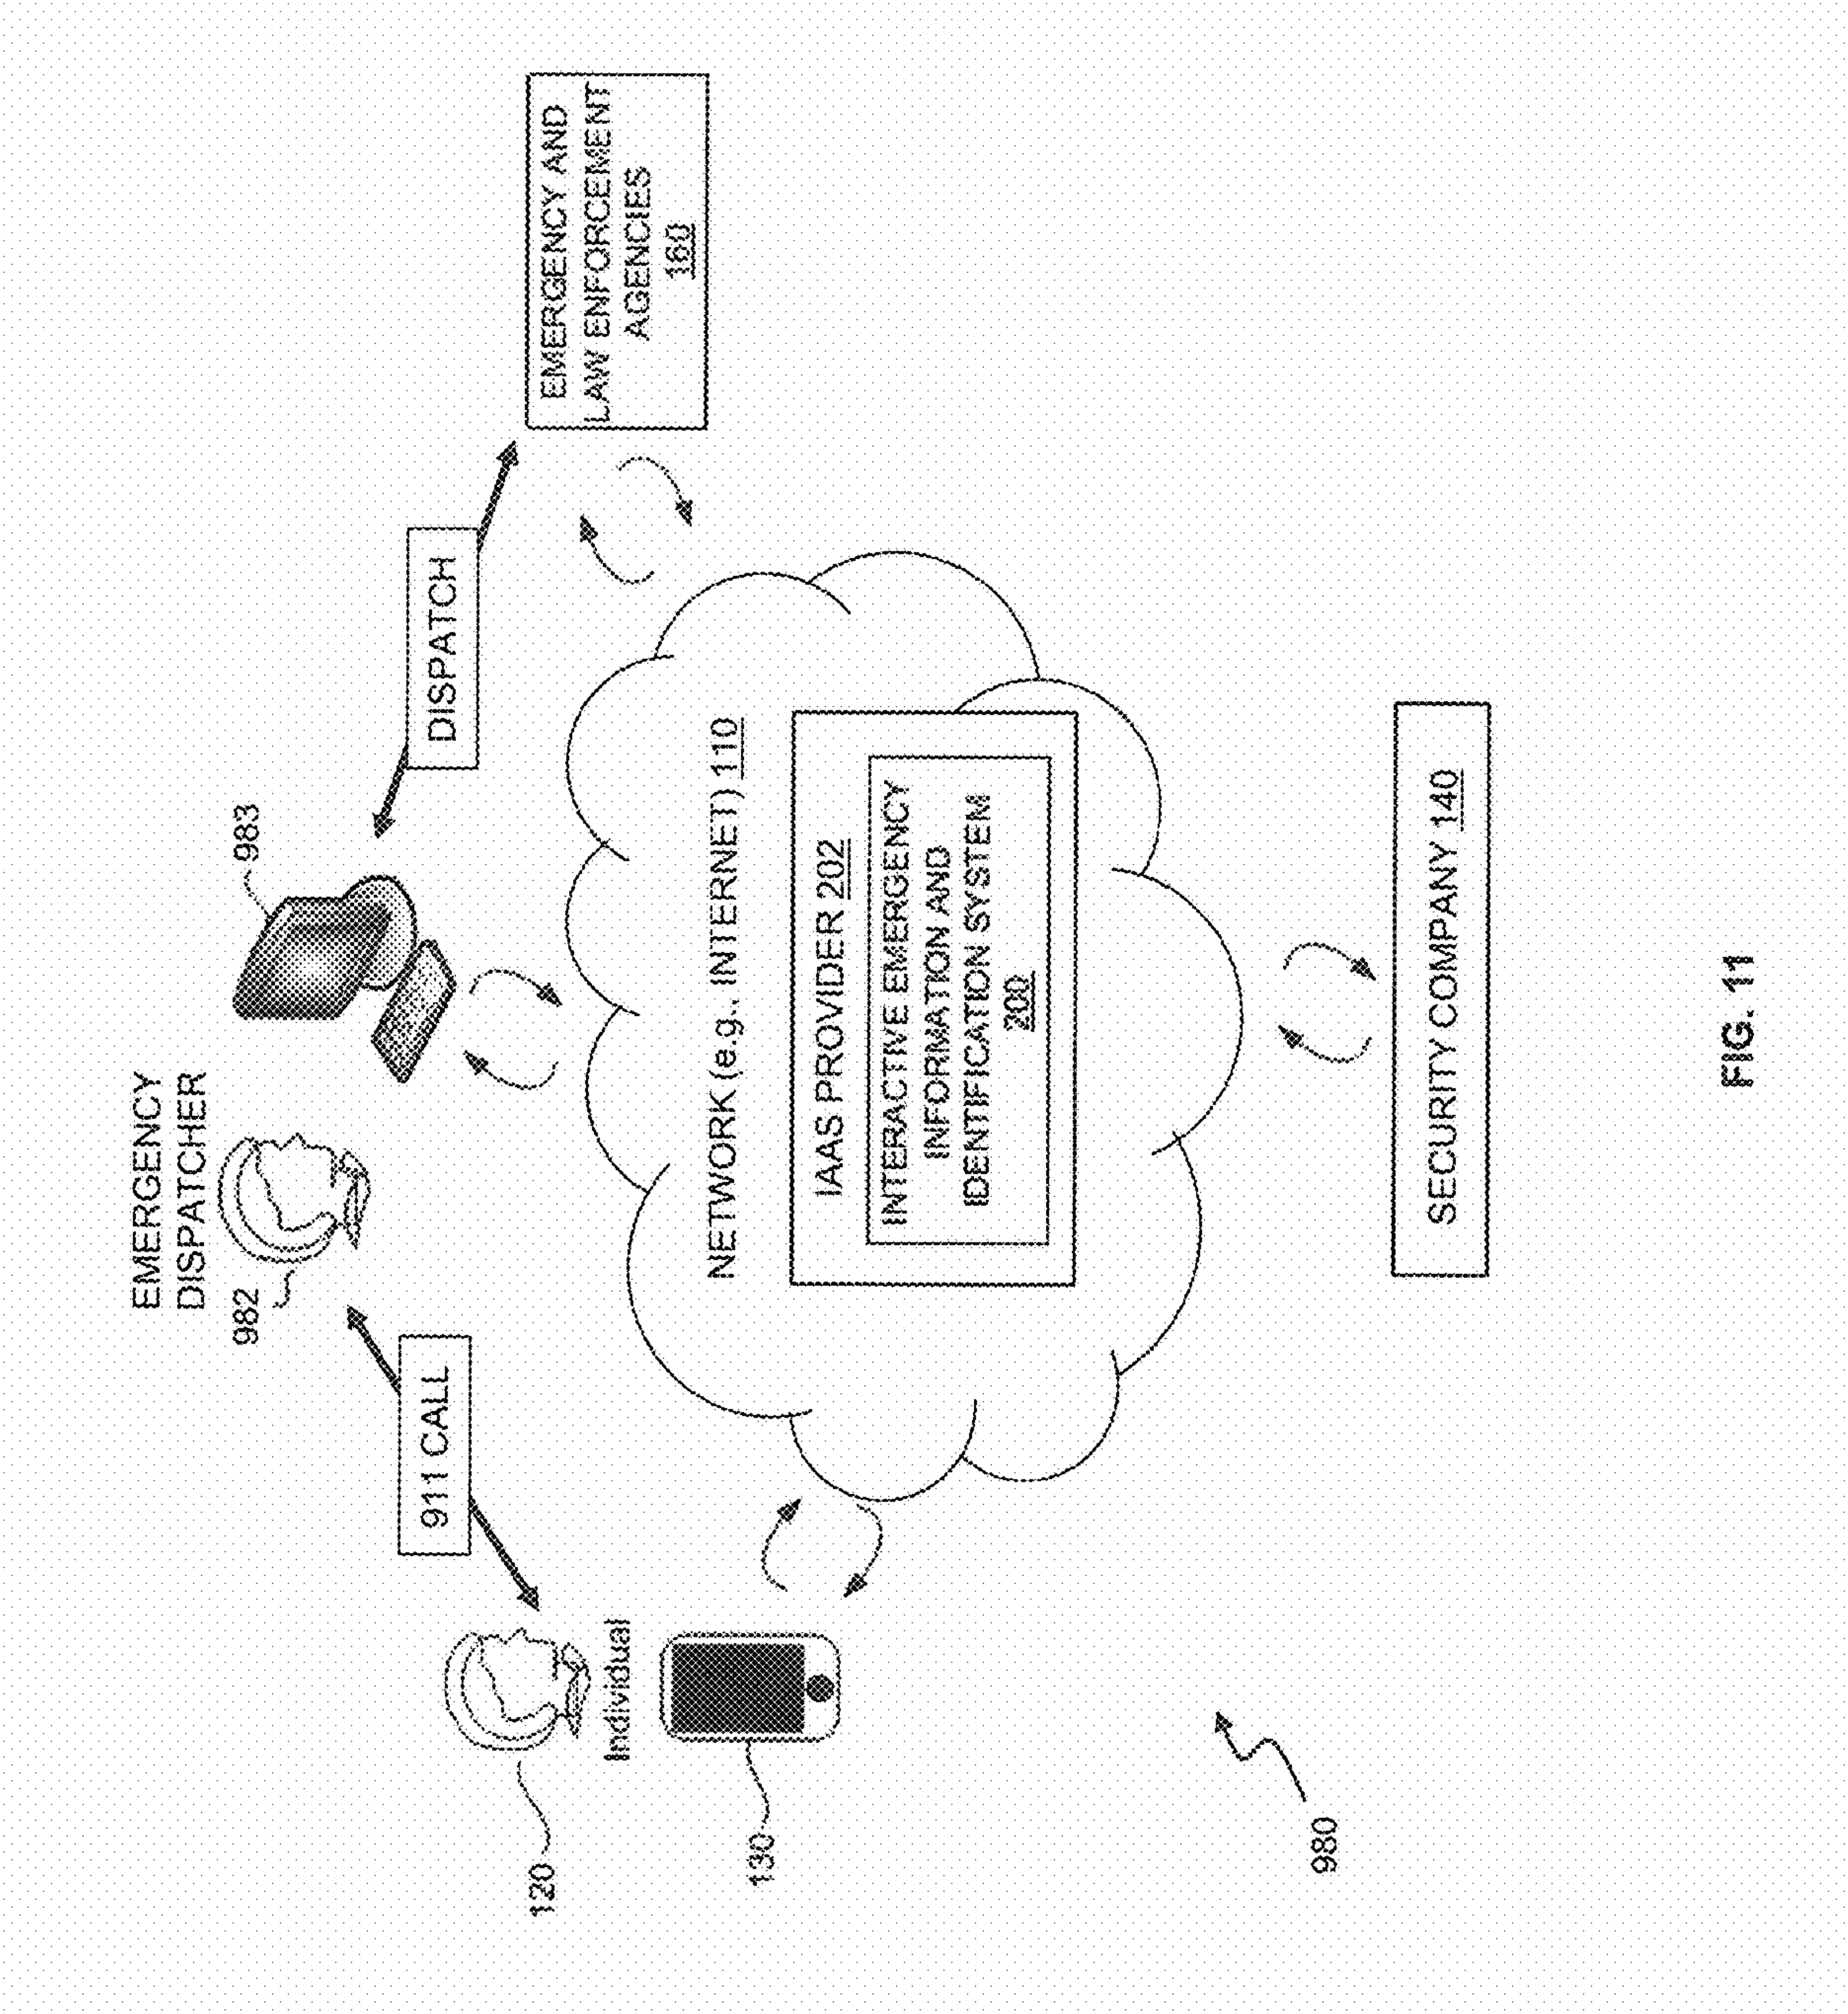 EMERGENCY
DISPATCHER
982
983
911 CALL
DISPATCH
120
Individual
130
EMERGENCY AND
LAW ENFORCEMENT
AGENCIES
160
NETWORK (e.g., INTERNET) 110
IAAS PROVIDER 202
INTERACTIVE EMERGENCY
INFORMATION AND
IDENTIFICATION SYSTEM
200
SECURITY COMPANY 140
980
FIG. 11